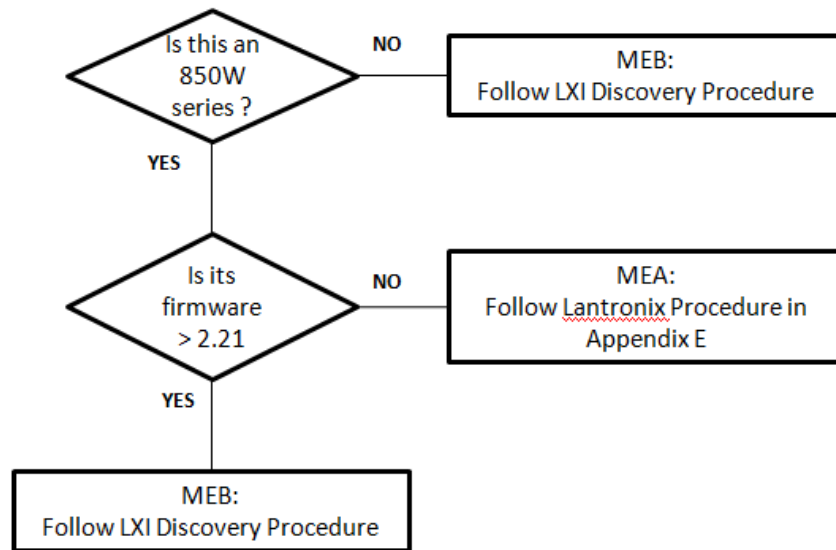 Is this an
850W
series ?
NO
MEB:
Follow LXI Discovery Procedure
YES
Is its
firmware
> 2.21
NO
MEA:
Follow Lantronix Procedure in
Appendix E
YES
MEB:
Follow LXI Discovery Procedure